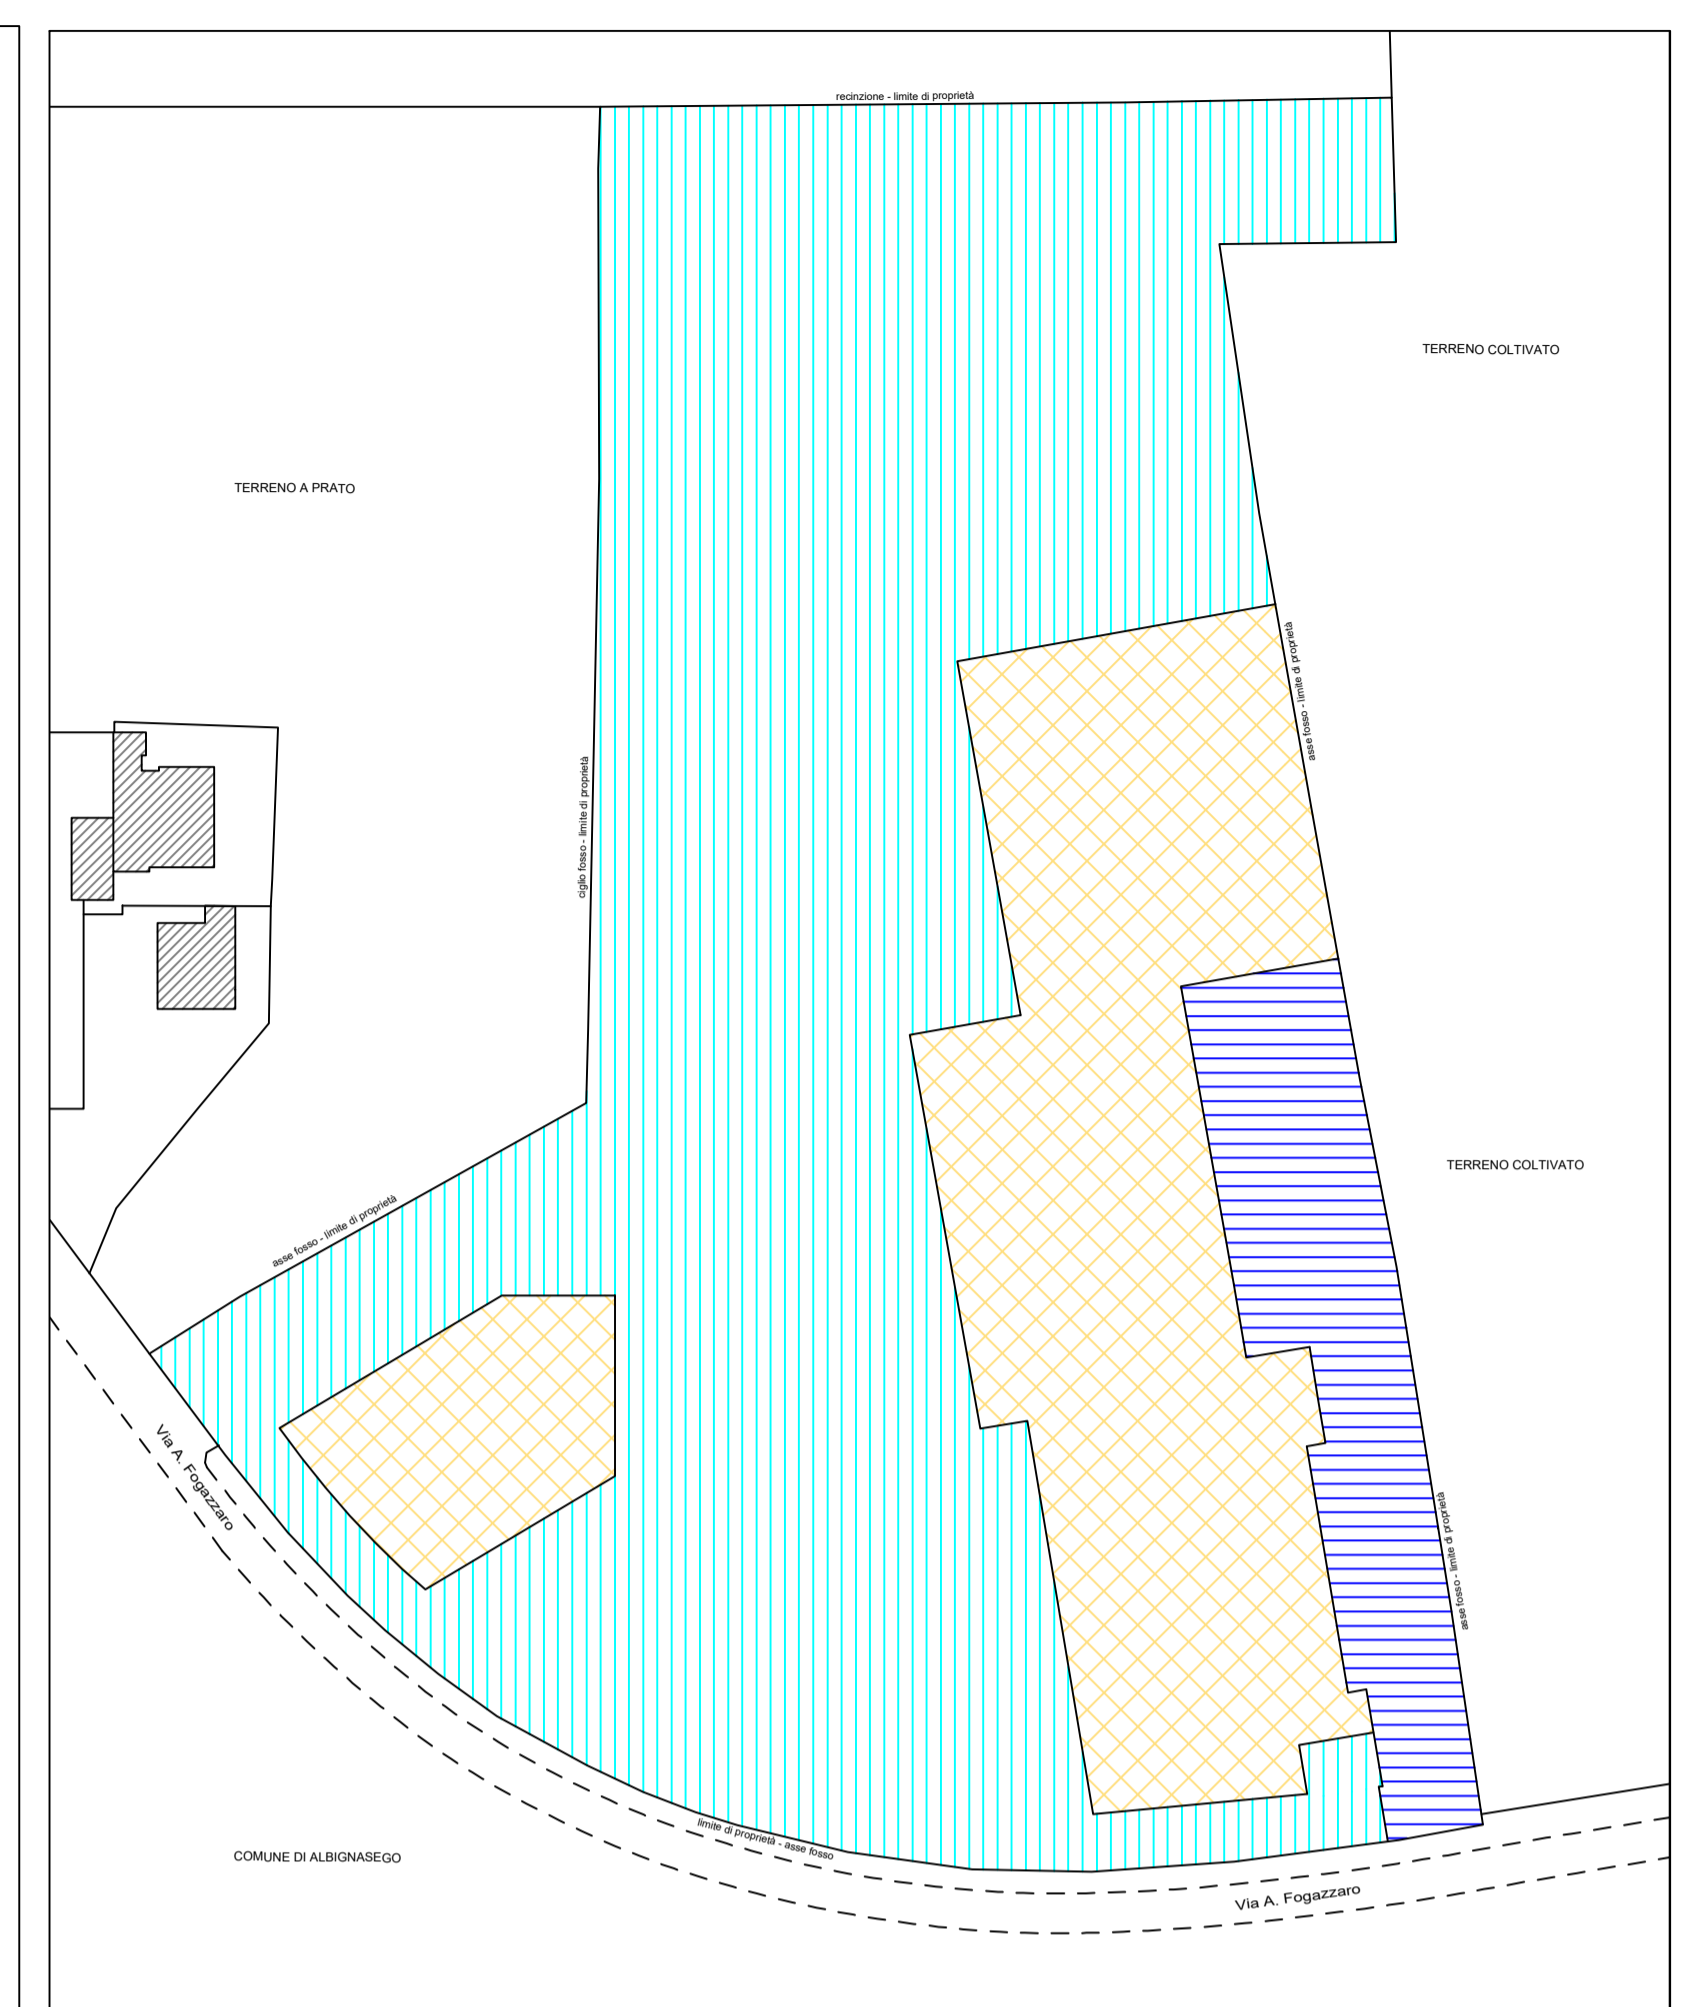 recinzione - limite di proprietà
TERRENO COLTIVATO
TERRENO A PRATO
asse fosso - limite di proprietà
ciglio fosso - limite di proprietà
TERRENO COLTIVATO
asse fosso - limite di proprietà
Via A. Fogazzaro
asse fosso - limite di proprietà
limite di proprietà - asse fosso
COMUNE DI ALBIGNASEGO
Via A. Fogazzaro